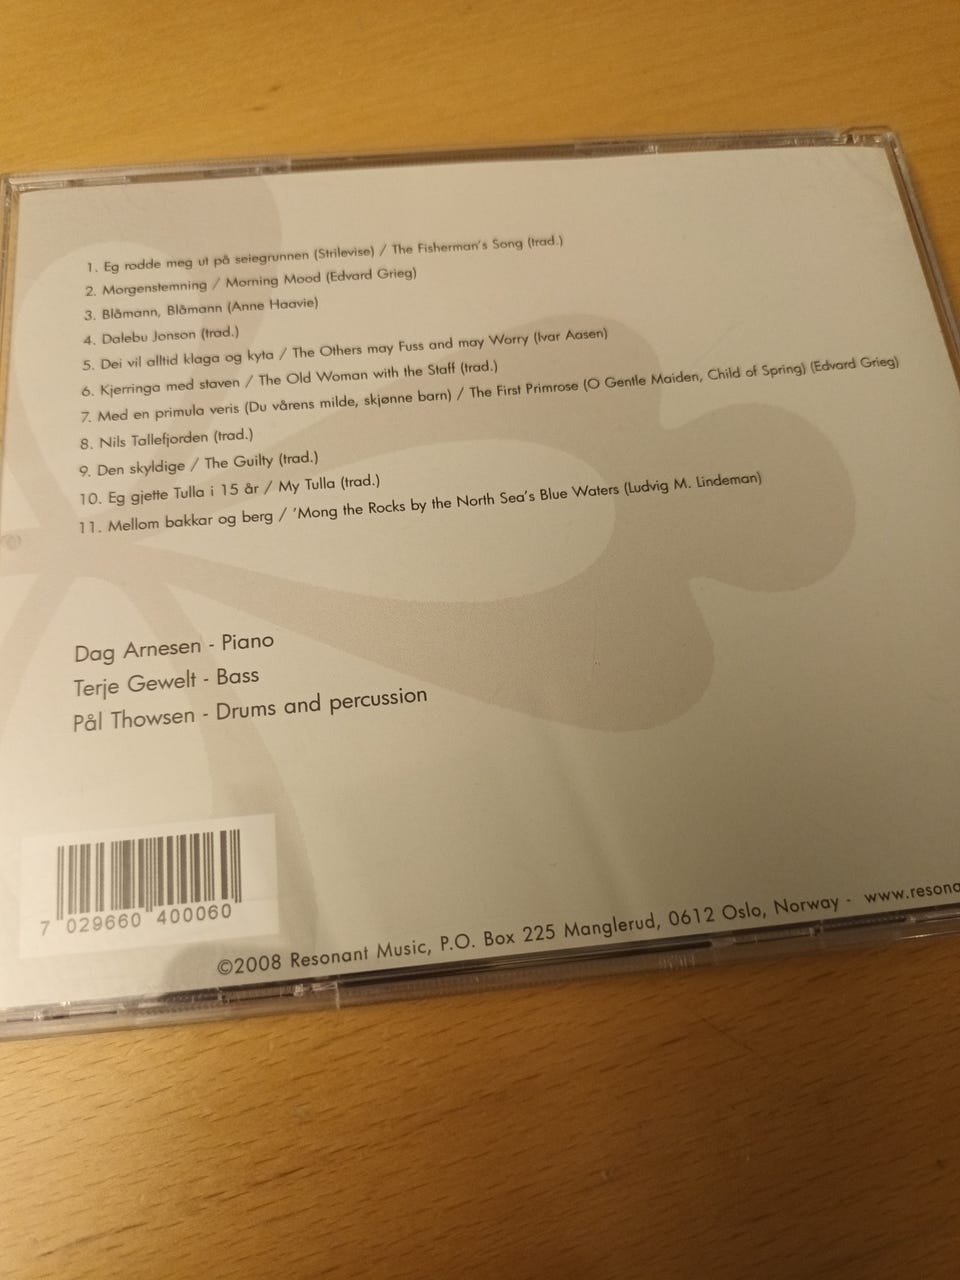 1. Eg rodde meg ut på seiegrunnen (Strilevise) / The Fisherman's Song (trad.)
2. Morgenstemning / Morning Mood (Edvard Grieg)
3. Blåmann, Blåmann (Anne Haavie)
4. Dalebu Jonson (trad.)
5. Dei vil alltid klaga og kyta / The Others may Fuss and may Worry (Ivar Aasen)
6. Kjerringa med staven / The Old Woman with the Staff (trad.)
7. Med en primula veris (Du vårens milde, skjønne barn) / The First Primrose (O Gentle Maiden, Child of Spring) (Edvard Grieg)
8. Nils Tallefjorden (trad.)
9. Den skyldige / The Guilty (trad.)
10. Eg gjette Tulla i 15 år / My Tulla (trad.)
11. Mellom bakkar og berg / 'Mong the Rocks by the North Sea's Blue Waters (Ludvig M. Lindeman)
Dag Arnesen - Piano
Terje Gewelt - Bass
Pål Thowsen - Drums and percussion
7 029660 400060
©2008 Resonant Music, P.O. Box 225 Manglerud, 0612 Oslo, Norway - www.resona